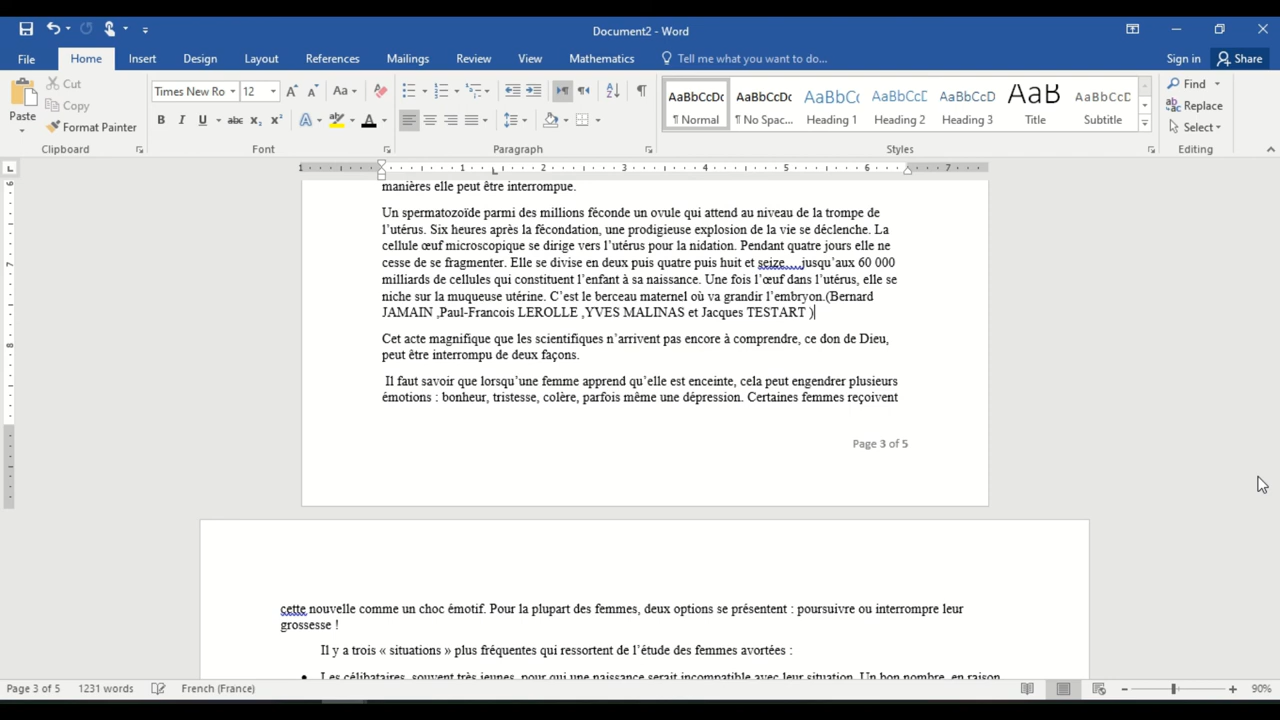 Document2 - Word
Sign in
Share
File
Home
Insert
Design
Layout
References
Mailings
Review
View
Mathematics
Tell me what you want to do...
Paste
Cut
Copy
Format Painter
Clipboard
Times New Ro
12
Font
Paragraph
AaBbCcDc
¶ Normal
AaBbCcDc
¶ No Spac...
AaBbCc
Heading 1
AaBbCcD
Heading 2
AaBbCcD
Heading 3
AaB
Title
AaBbCcD
Subtitle
Styles
Find
Replace
Select
Editing
1 1 2 3 4 5 6 7
manières elle peut être interrompue.
Un spermatozoïde parmi des millions féconde un ovule qui attend au niveau de la trompe de
l’utérus. Six heures après la fécondation, une prodigieuse explosion de la vie se déclenche. La
cellule œuf microscopique se dirige vers l’utérus pour la nidation. Pendant quatre jours elle ne
cesse de se fragmenter. Elle se divise en deux puis quatre puis huit et seize....jusqu’aux 60 000
milliards de cellules qui constituent l’enfant à sa naissance. Une fois l’œuf dans l’utérus, elle se
niche sur la muqueuse utérine. C’est le berceau maternel où va grandir l’embryon.(Bernard
JAMAIN ,Paul-Francois LEROLLE ,YVES MALINAS et Jacques TESTART )
Cet acte magnifique que les scientifiques n’arrivent pas encore à comprendre, ce don de Dieu,
peut être interrompu de deux façons.
Il faut savoir que lorsqu’une femme apprend qu’elle est enceinte, cela peut engendrer plusieurs
émotions : bonheur, tristesse, colère, parfois même une dépression. Certaines femmes reçoivent
Page 3 of 5
cette nouvelle comme un choc émotif. Pour la plupart des femmes, deux options se présentent : poursuivre ou interrompre leur
grossesse !
Il y a trois « situations » plus fréquentes qui ressortent de l’étude des femmes avortées :
Les célibataires, souvent très jeunes, pour qui une naissance serait incompatible avec leur situation. Un bon nombre, en raison
Page 3 of 5
1231 words
French (France)
90%